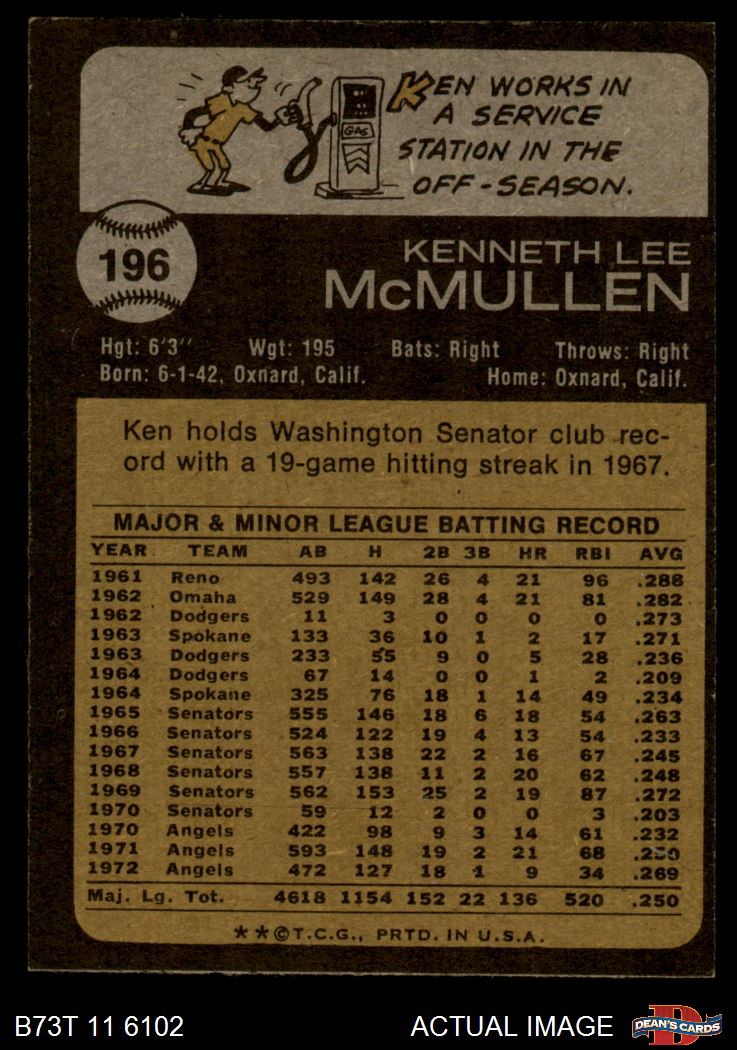 KEN WORKS IN
A SERVICE
STATION IN THE
OFF-SEASON.
GAS
196
KENNETH LEE
McMULLEN
Hgt: 6'3" Wgt: 195 Bats: Right Throws: Right
Born: 6-1-42, Oxnard, Calif. Home: Oxnard, Calif.
Ken holds Washington Senator club rec-
ord with a 19-game hitting streak in 1967.
MAJOR & MINOR LEAGUE BATTING RECORD
YEAR TEAM AB H 2B 3B HR RBI AVG
1961 Reno 493 142 26 4 21 96 .288
1962 Omaha 529 149 28 4 21 81 .282
1962 Dodgers 11 3 0 0 0 0 .273
1963 Spokane 133 36 10 1 2 17 .271
1963 Dodgers 233 55 9 0 5 28 .236
1964 Dodgers 67 14 0 0 1 2 .209
1964 Spokane 325 76 18 1 14 49 .234
1965 Senators 555 146 18 6 18 54 .263
1966 Senators 524 122 19 4 13 54 .233
1967 Senators 563 138 22 2 16 67 .245
1968 Senators 557 138 11 2 20 62 .248
1969 Senators 562 153 25 2 19 87 .272
1970 Senators 59 12 2 0 0 3 .203
1970 Angels 422 98 9 3 14 61 .232
1971 Angels 593 148 19 2 21 68 .250
1972 Angels 472 127 18 1 9 34 .269
Maj. Lg. Tot. 4618 1154 152 22 136 520 .250
**©T.C.G., PRTD. IN U.S.A.
B73T 11 6102 ACTUAL IMAGE DEAN'S CARDS